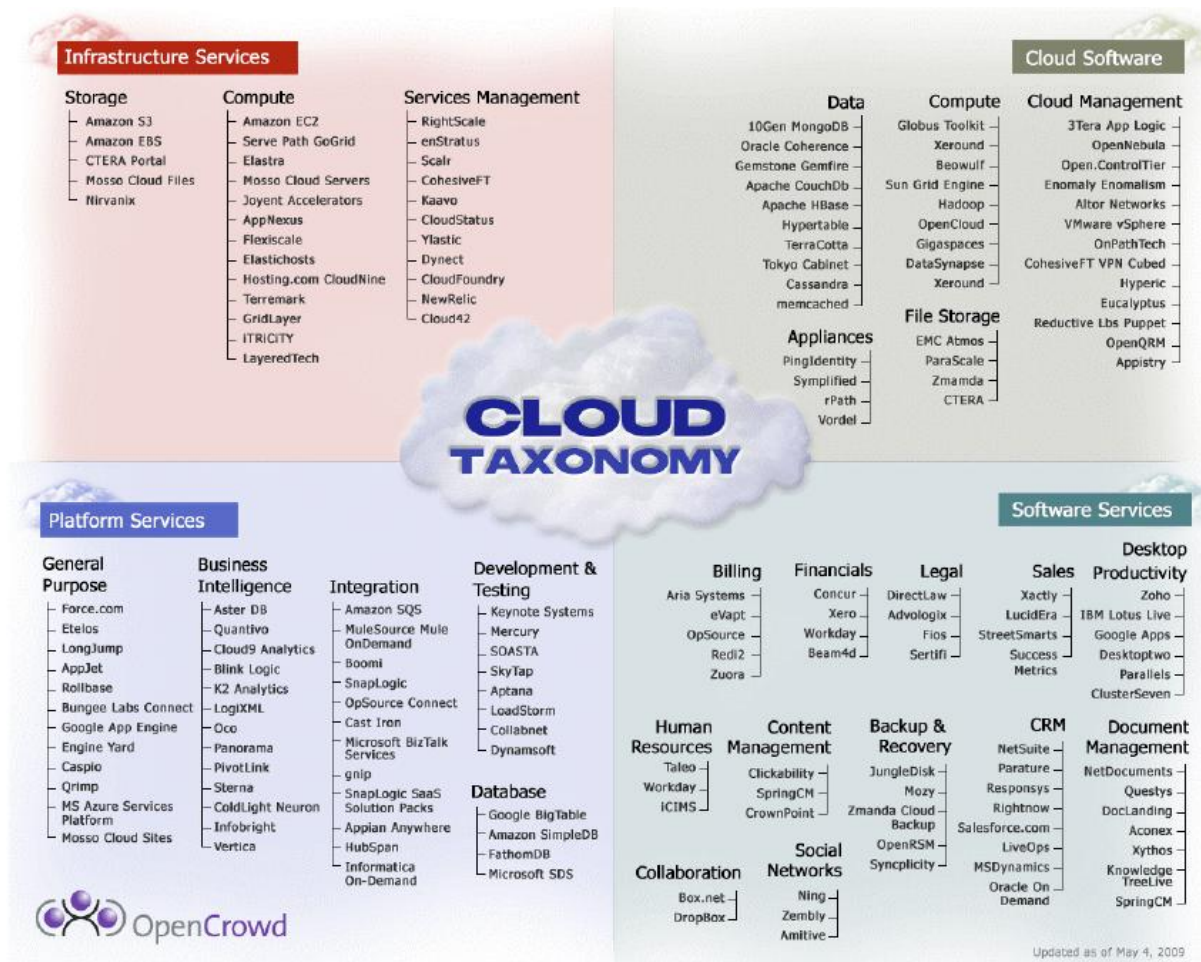 Infrastructure Services
Storage
Amazon S3
Amazon EBS
CTERA Portal
Mosso Cloud Files
Nirvanix
Compute
Amazon EC2
Serve Path GoGrid
Elastra
Mosso Cloud Servers
Joyent Accelerators
AppNexus
Flexiscale
Elastichosts
Hosting.com CloudNine
Terremark
GridLayer
ITRICITY
LayeredTech
Services Management
RightScale
enStratus
Scalr
CohesiveFT
Kaavo
CloudStatus
Ylastic
Dynect
CloudFoundry
NewRelic
Cloud42
Cloud Software
Data
10Gen MongoDB
Oracle Coherence
Gemstone Gemfire
Apache CouchDb
Apache HBase
Hypertable
TerraCotta
Tokyo Cabinet
Cassandra
memcached
Appliances
PingIdentity
Symplified
rPath
Vordel
Compute
Globus Toolkit
Xeround
Beowulf
Sun Grid Engine
Hadoop
OpenCloud
Gigaspaces
DataSynapse
Xeround
File Storage
EMC Atmos
ParaScale
Zmamda
CTERA
Cloud Management
3Tera App Logic
OpenNebula
Open.ControlTier
Enomaly Enomalism
Altor Networks
VMware vSphere
OnPathTech
CohesiveFT VPN Cubed
Hyperic
Eucalyptus
Reductive Lbs Puppet
OpenQRM
Appistry
CLOUD
TAXONOMY
Platform Services
General
Purpose
Force.com
Etelos
LongJump
AppJet
Rollbase
Bungee Labs Connect
Google App Engine
Engine Yard
Caspio
Qrimp
MS Azure Services
Platform
Mosso Cloud Sites
Business
Intelligence
Aster DB
Quantivo
Cloud9 Analytics
Blink Logic
K2 Analytics
LogiXML
Oco
Panorama
PivotLink
Sterna
ColdLight Neuron
Infobright
Vertica
Integration
Amazon SQS
MuleSource Mule
OnDemand
Boomi
SnapLogic
OpSource Connect
Cast Iron
Microsoft BizTalk
Services
gnip
SnapLogic SaaS
Solution Packs
Appian Anywhere
HubSpan
Informatica
On-Demand
Development &
Testing
Keynote Systems
Mercury
SOASTA
SkyTap
Aptana
LoadStorm
Collabnet
Dynamsoft
Database
Google BigTable
Amazon SimpleDB
FathomDB
Microsoft SDS
OpenCrowd
Software Services
Billing
Aria Systems
eVapt
OpSource
Redi2
Zuora
Financials
Concur
Xero
Workday
Beam4d
Legal
DirectLaw
Advologix
Fios
Sertifi
Sales
Xactly
LucidEra
StreetSmarts
Success
Metrics
Desktop
Productivity
Zoho
IBM Lotus Live
Google Apps
Desktoptwo
Parallels
ClusterSeven
Human
Resources
Taleo
Workday
iCIMS
Content
Management
Clickability
SpringCM
CrownPoint
Backup &
Recovery
JungleDisk
Mozy
Zmanda Cloud
Backup
OpenRSM
Syncplicity
CRM
NetSuite
Parature
Responsys
Rightnow
Salesforce.com
LiveOps
MSDynamics
Oracle On
Demand
Document
Management
NetDocuments
Questys
DocLanding
Aconex
Xythos
Knowledge
TreeLive
SpringCM
Collaboration
Box.net
DropBox
Social
Networks
Ning
Zembly
Amitive
Updated as of May 4, 2009